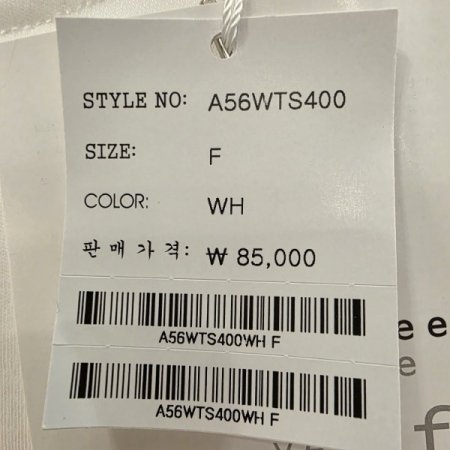 STYLE NO: A56WTS400
SIZE: F
COLOR: WH
판매가격: ₩ 85,000
A56WTS400WH F
A56WTS400WH F